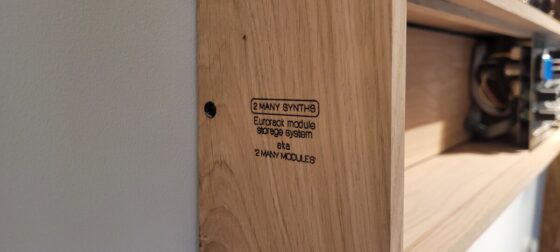 2 MANY SYNTHS
Eurorack module
storage system
aka
'2 MANY MODULES'